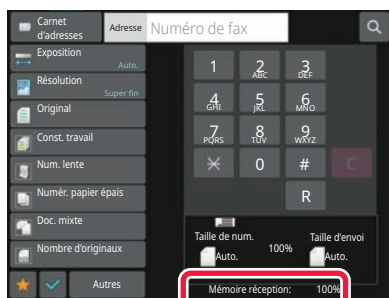 Carnet d'adresses
Adresse
Numéro de fax
Exposition
Auto.
Résolution
Super fin
Original
Const. travail
Num. lente
Numér. papier épais
Doc. mixte
Nombre d'originaux
Autres
1
2 ABC
3 DEF
4 GHI
5 JKL
6 MNO
7 PQRS
8 TUV
9 WXYZ
0
#
C
R
Taille de num.
Auto.
100%
Taille d'envoi
Auto.
Mémoire réception: 100%